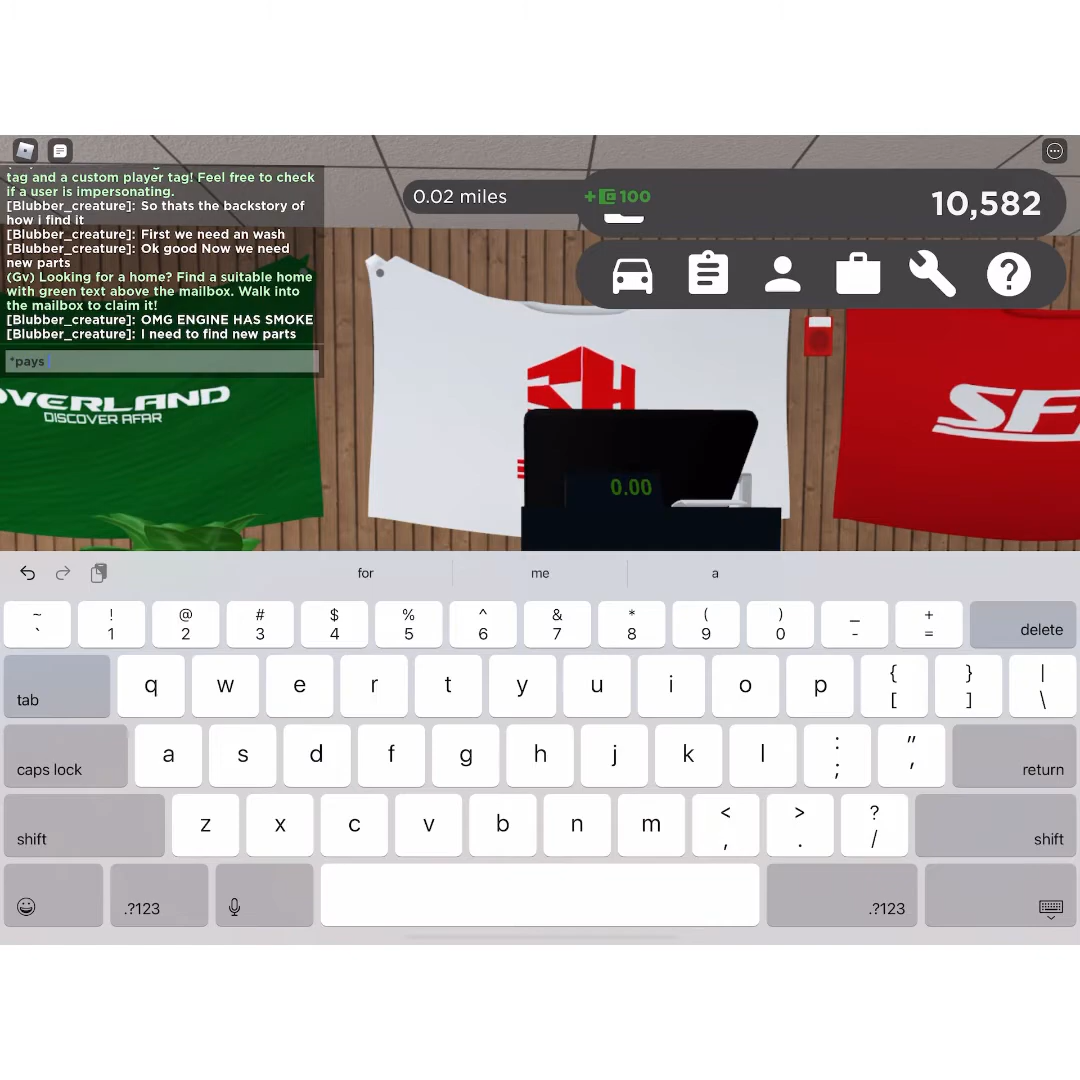 tag and a custom player tag! Feel free to check
if a user is impersonating.
[Blubber_creature]: So thats the backstory of
how i find it
[Blubber_creature]: First we need an wash
[Blubber_creature]: Ok good Now we need
new parts
(Gv) Looking for a home? Find a suitable home
with green text above the mailbox. Walk into
the mailbox to claim it!
[Blubber_creature]: OMG ENGINE HAS SMOKE
[Blubber_creature]: I need to find new parts
*pays
0.02 miles
+ 100
10,582
OVERLAND
DISCOVER AFAR
SH
SF
0.00
for me a
~ ! @ # $ % ^ & * ( ) _ +
` 1 2 3 4 5 6 7 8 9 0 - = delete
tab q w e r t y u i o p { [ } ] | \
caps lock a s d f g h j k l : ; " ' return
shift z x c v b n m < , > . ? / shift
.?123 .?123